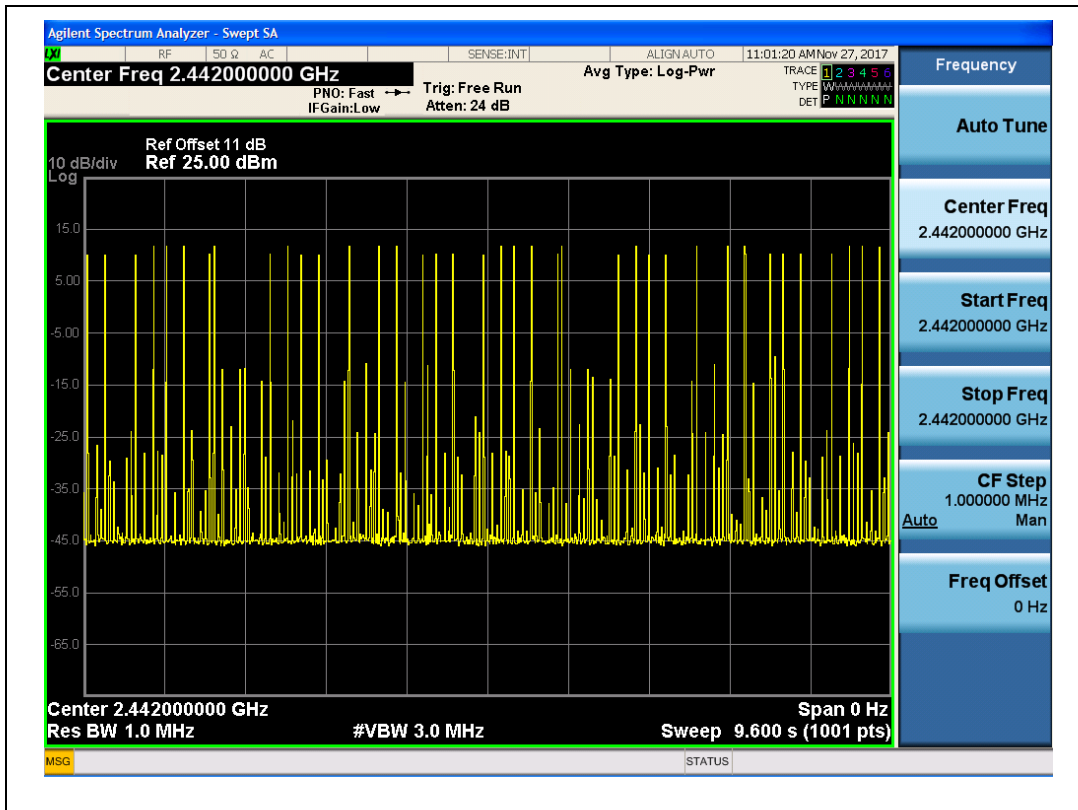 Agilent Spectrum Analyzer - Swept SA
LXI RF 50 Ω AC SENSE:INT ALIGN AUTO 11:01:20 AM Nov 27, 2017
Center Freq 2.442000000 GHz
PNO: Fast
IFGain:Low
Trig: Free Run
Atten: 24 dB
Avg Type: Log-Pwr
TRACE 1 2 3 4 5 6
TYPE WWWWWW
DET P N N N N N
Ref Offset 11 dB
10 dB/div Ref 25.00 dBm
Log
15.0
5.00
-5.00
-15.0
-25.0
-35.0
-45.0
-55.0
-65.0
Center 2.442000000 GHz Span 0 Hz
Res BW 1.0 MHz #VBW 3.0 MHz Sweep 9.600 s (1001 pts)
MSG STATUS
Frequency
Auto Tune
Center Freq
2.442000000 GHz
Start Freq
2.442000000 GHz
Stop Freq
2.442000000 GHz
CF Step
1.000000 MHz
Auto Man
Freq Offset
0 Hz